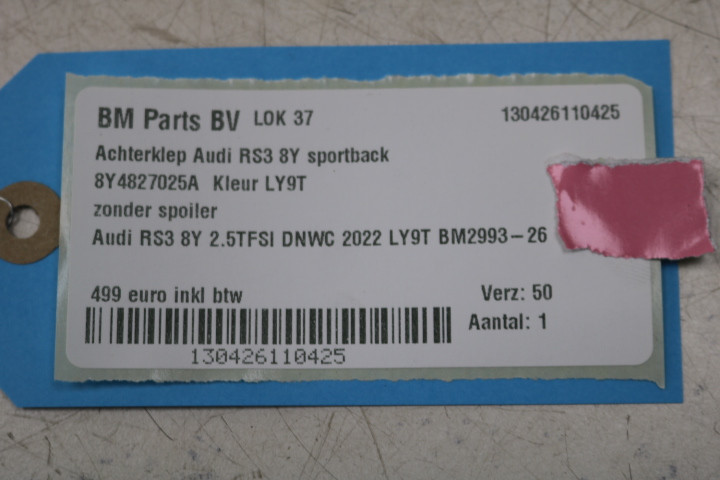 BM Parts BV LOK 37 130426110425
Achterklep Audi RS3 8Y sportback
8Y4827025A Kleur LY9T
zonder spoiler
Audi RS3 8Y 2.5TFSI DNWC 2022 LY9T BM2993-26
499 euro inkl btw Verz: 50
Aantal: 1
130426110425